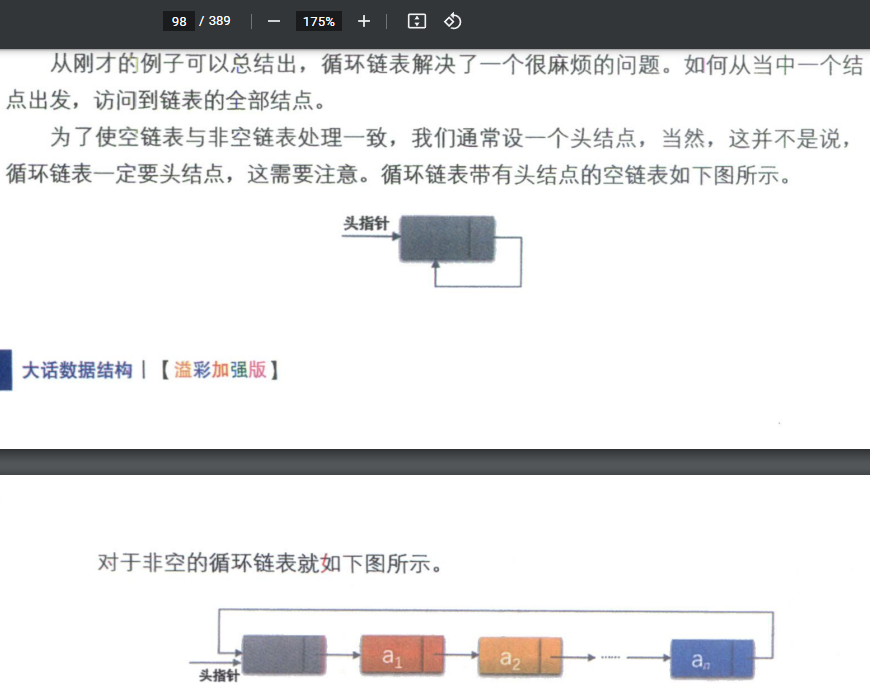 98 / 389 — 175% +
从刚才的例子可以总结出，循环链表解决了一个很麻烦的问题。如何从当中一个结
点出发，访问到链表的全部结点。
为了使空链表与非空链表处理一致，我们通常设一个头结点，当然，这并不是说，
循环链表一定要头结点，这需要注意。循环链表带有头结点的空链表如下图所示。
头指针
大话数据结构 | 【溢彩加强版】
对于非空的循环链表就如下图所示。
a1 a2 ...... an
头指针